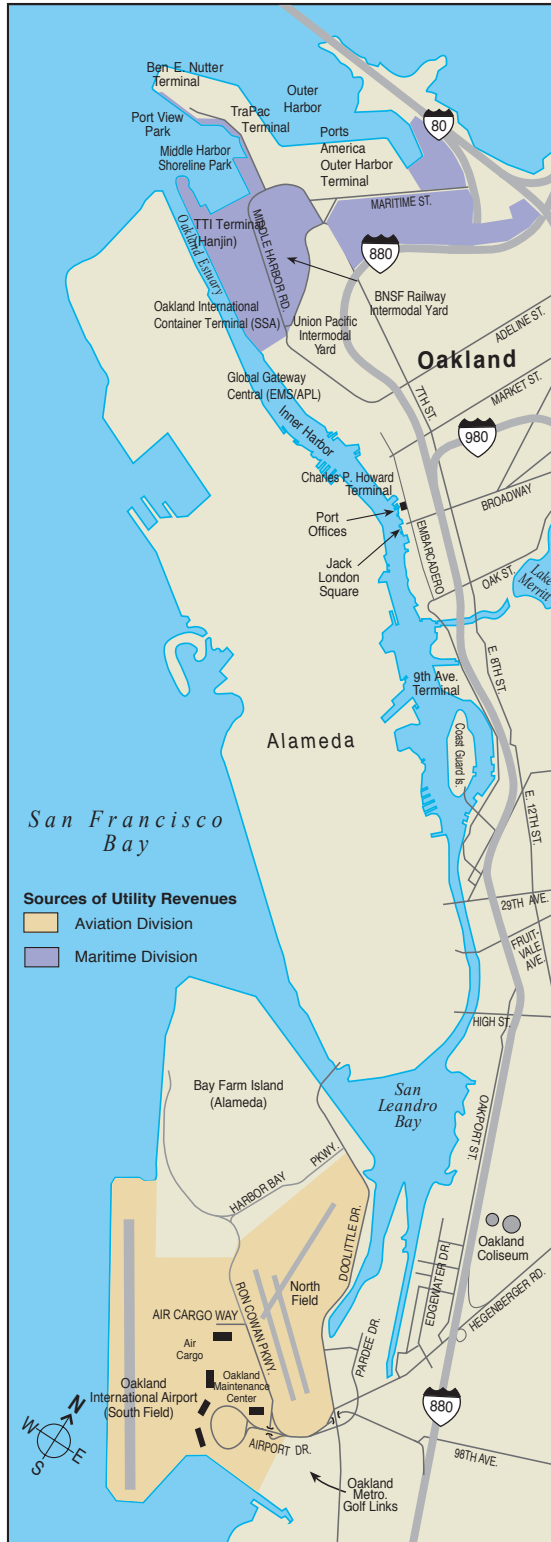 Ben E. Nutter
Terminal
Outer
Harbor
80
Port View
Park
TraPac
Terminal
Ports
America
Outer Harbor
Terminal
Middle Harbor
Shoreline Park
MARITIME ST.
Oakland Estuary
TTI Terminal
(Hanjin)
MIDDLE HARBOR RD.
880
BNSF Railway
Intermodal Yard
Oakland International
Container Terminal (SSA)
Union Pacific
Intermodal
Yard
ADELINE ST.
Oakland
7TH ST.
MARKET ST.
Global Gateway
Central (EMS/APL)
Inner Harbor
980
Charles P. Howard
Terminal
BROADWAY
Port
Offices
EMBARCADERO
Jack
London
Square
OAK ST.
Lake
Merritt
9th Ave.
Terminal
E. 8TH ST.
Coast Guard Is.
Alameda
E. 12TH ST.
San Francisco
Bay
Sources of Utility Revenues
Aviation Division
Maritime Division
29TH AVE.
FRUIT-
VALE
AVE.
HIGH ST.
Bay Farm Island
(Alameda)
San
Leandro
Bay
OAKPORT ST.
HARBOR BAY PKWY.
DOOLITTLE DR.
Oakland
Coliseum
EDGEWATER DR.
HEGENBERGER RD.
North
Field
RON COWAN PKWY.
AIR CARGO WAY
Air
Cargo
PARDEE DR.
Oakland
Maintenance
Center
Oakland
International Airport
(South Field)
880
N
W
E
S
AIRPORT DR.
98TH AVE.
Oakland
Metro.
Golf Links